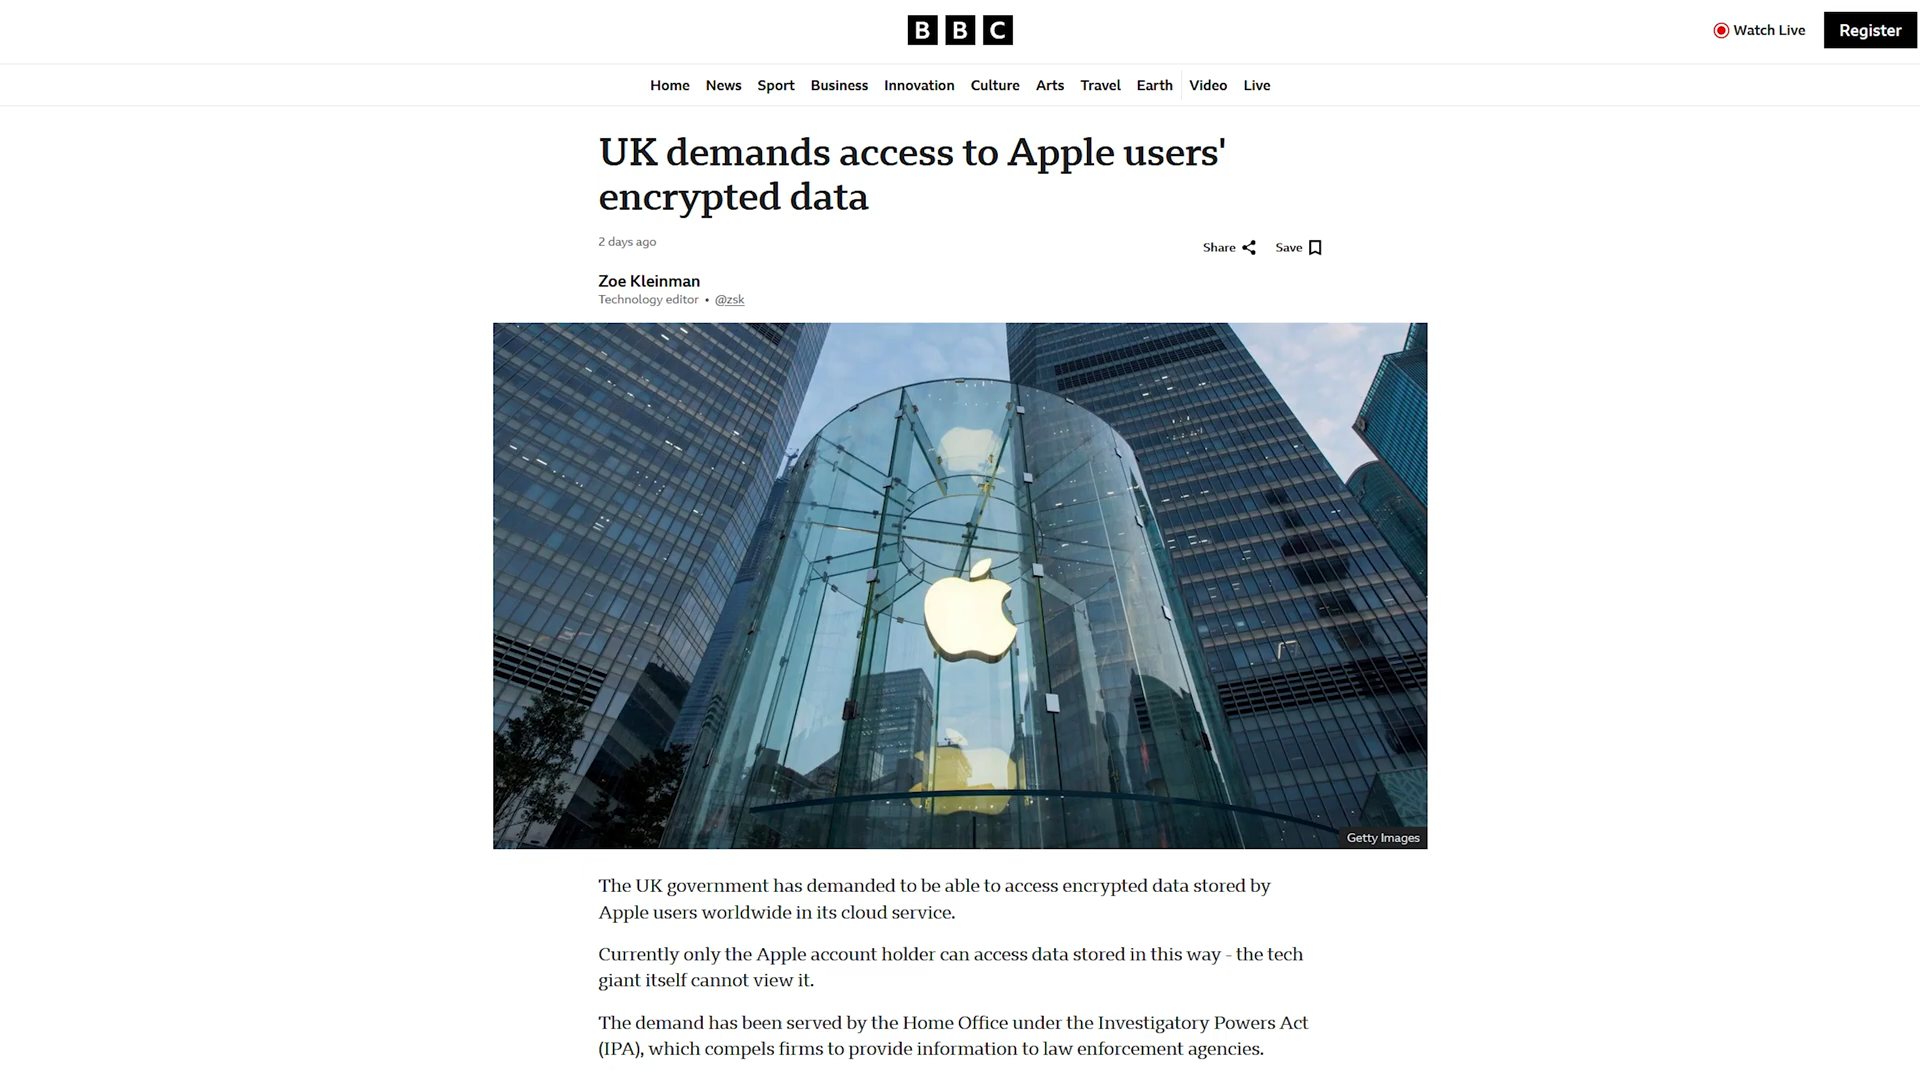 BBC
Watch Live
Register
Home News Sport Business Innovation Culture Arts Travel Earth Video Live
UK demands access to Apple users'
encrypted data
2 days ago
Share Save
Zoe Kleinman
Technology editor • @zsk
Getty Images
The UK government has demanded to be able to access encrypted data stored by
Apple users worldwide in its cloud service.
Currently only the Apple account holder can access data stored in this way - the tech
giant itself cannot view it.
The demand has been served by the Home Office under the Investigatory Powers Act
(IPA), which compels firms to provide information to law enforcement agencies.